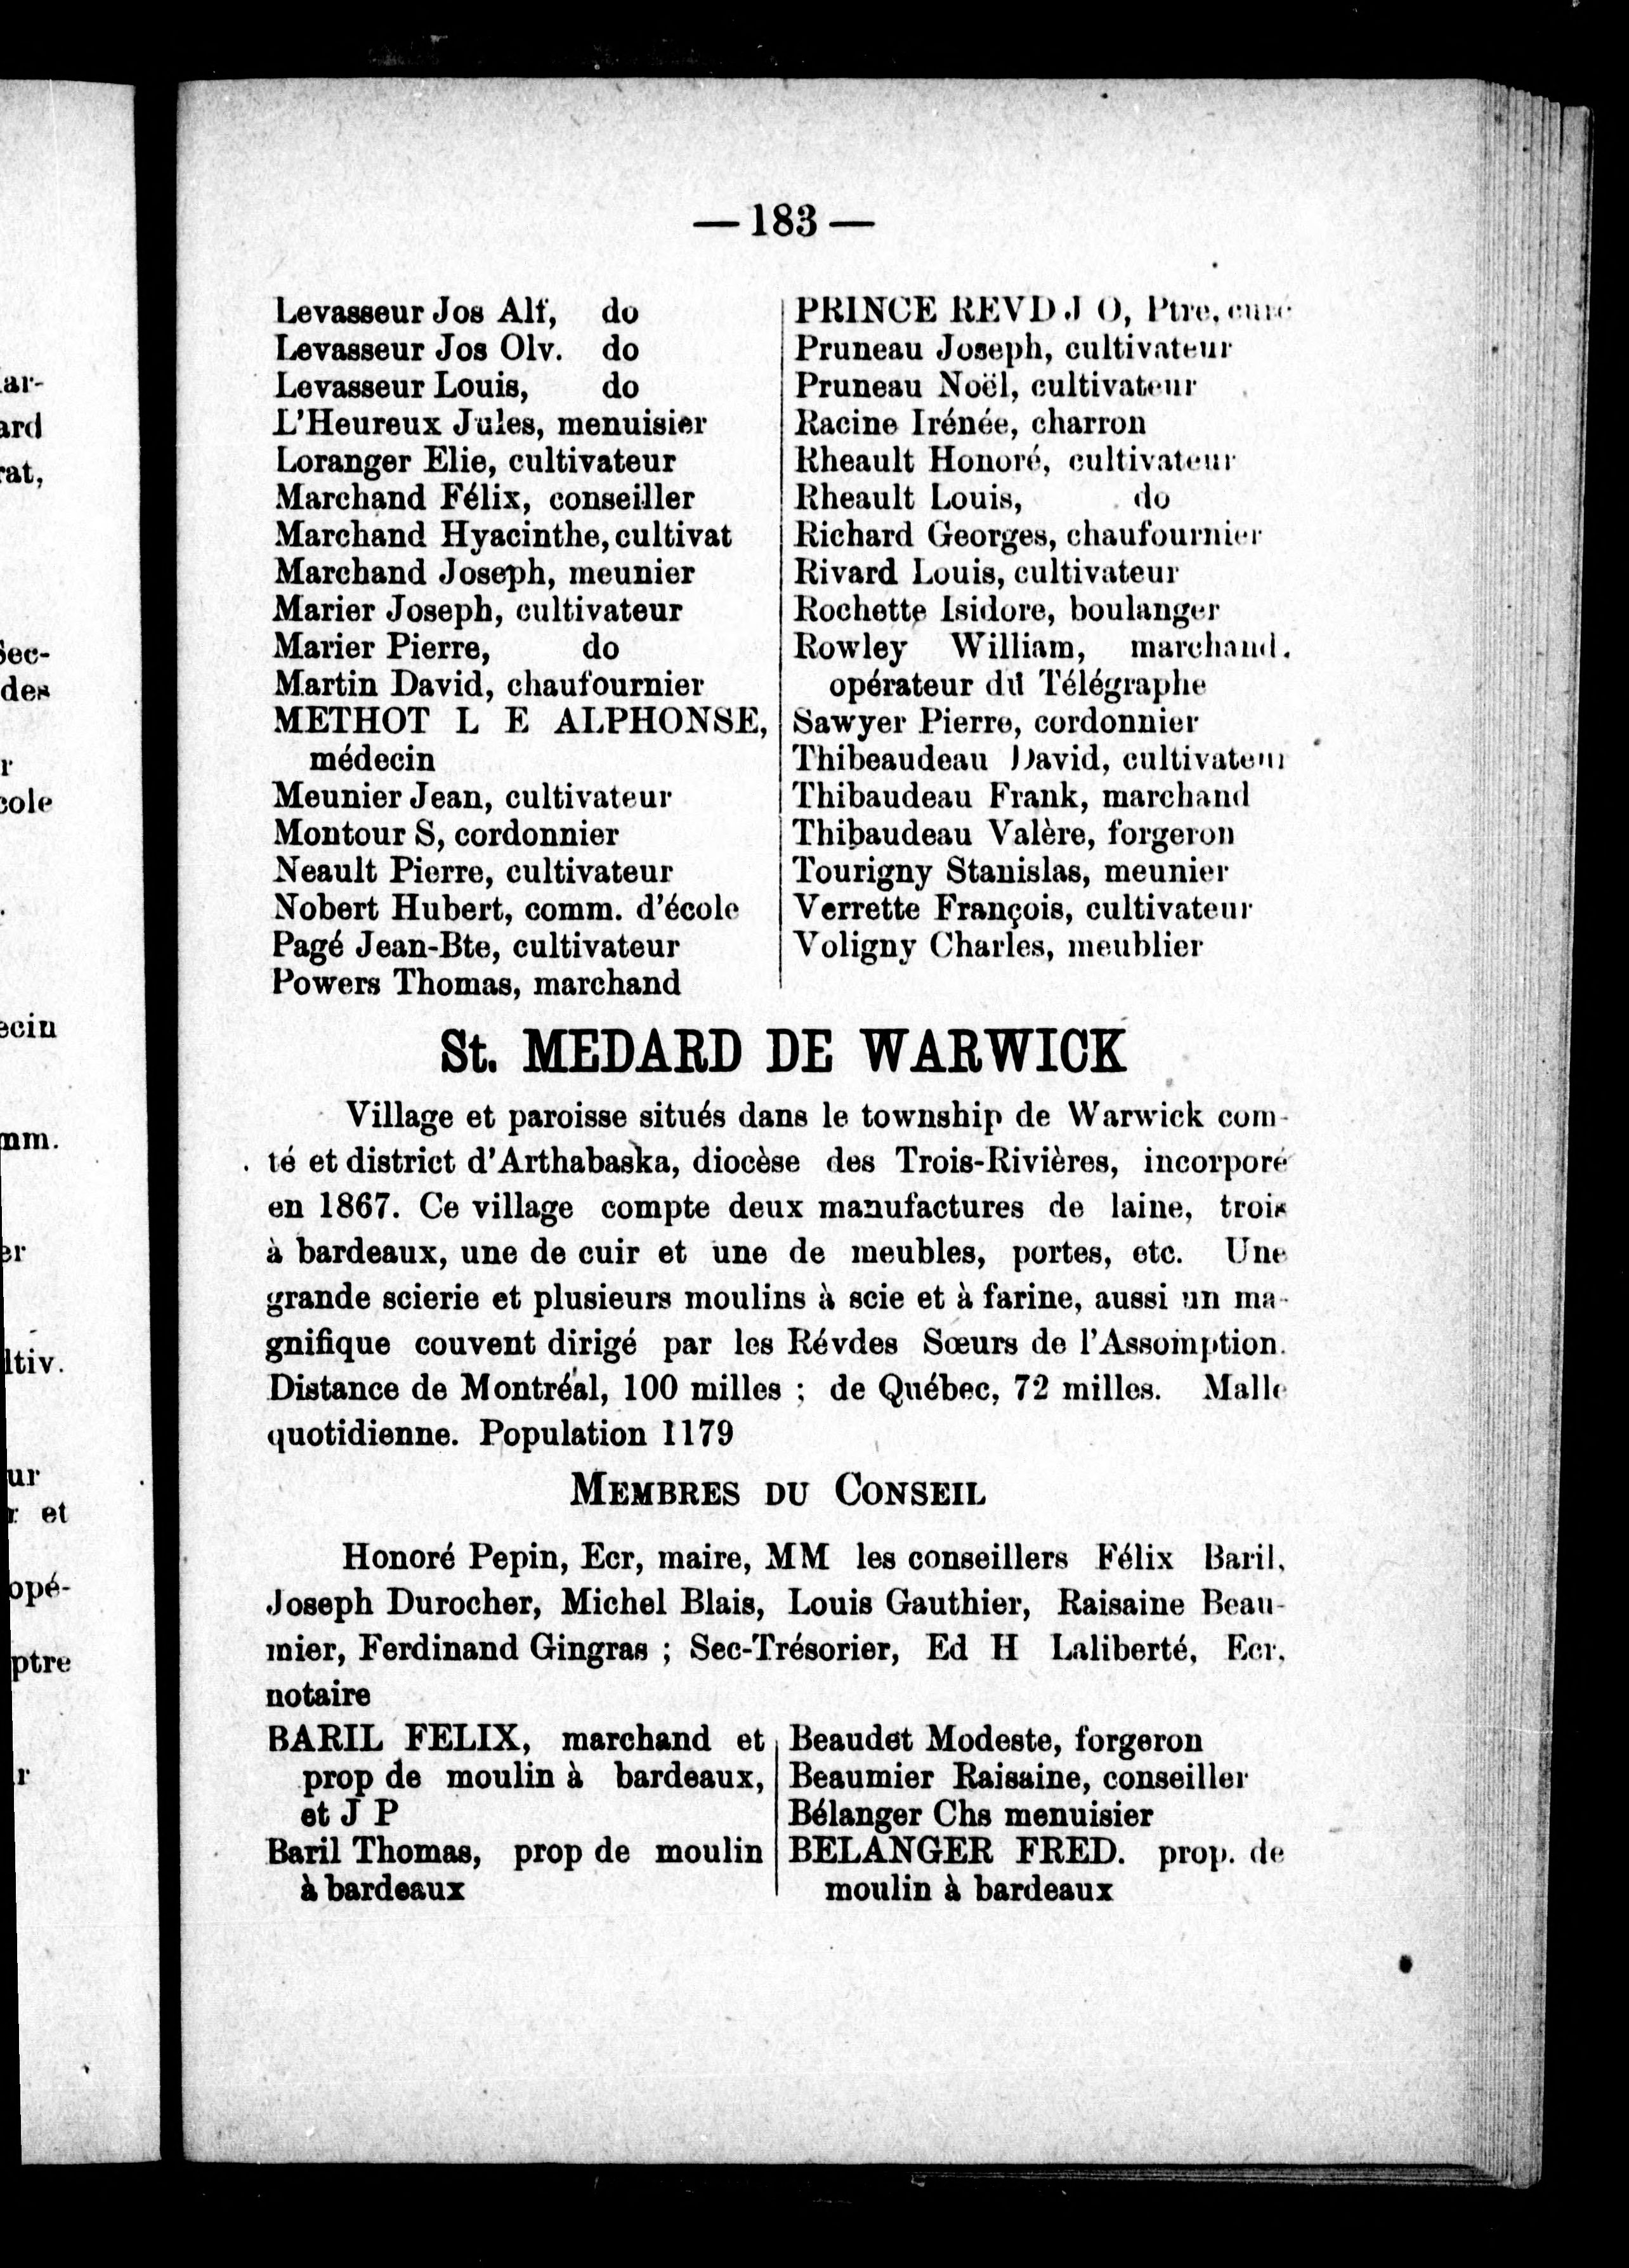 —183—
Levasseur Jos Alf, do
Levasseur Jos Olv. do
Levasseur Louis, do
L'Heureux Jules, menuisier
Loranger Elie, cultivateur
Marchand Félix, conseiller
Marchand Hyacinthe, cultivat
Marchand Joseph, meunier
Marier Joseph, cultivateur
Marier Pierre, do
Martin David, chaufournier
METHOT L E ALPHONSE,
médecin
Meunier Jean, cultivateur
Montour S, cordonnier
Neault Pierre, cultivateur
Nobert Hubert, comm. d'école
Pagé Jean-Bte, cultivateur
Powers Thomas, marchand
PRINCE REVD J O, Ptre, curé
Pruneau Joseph, cultivateur
Pruneau Noël, cultivateur
Racine Irénée, charron
Rheault Honoré, cultivateur
Rheault Louis, do
Richard Georges, chaufournier
Rivard Louis, cultivateur
Rochette Isidore, boulanger
Rowley William, marchand.
opérateur du Télégraphe
Sawyer Pierre, cordonnier
Thibeaudeau David, cultivateur
Thibaudeau Frank, marchand
Thibaudeau Valère, forgeron
Tourigny Stanislas, meunier
Verrette François, cultivateur
Voligny Charles, meublier
St. MEDARD DE WARWICK
Village et paroisse situés dans le township de Warwick com-
té et district d'Arthabaska, diocèse des Trois-Rivières, incorporé
en 1867. Ce village compte deux manufactures de laine, trois
à bardeaux, une de cuir et une de meubles, portes, etc. Une
grande scierie et plusieurs moulins à scie et à farine, aussi un ma-
gnifique couvent dirigé par les Révdes Sœurs de l'Assomption.
Distance de Montréal, 100 milles ; de Québec, 72 milles. Malle
quotidienne. Population 1179
MEMBRES DU CONSEIL
Honoré Pepin, Ecr, maire, MM les conseillers Félix Baril,
Joseph Durocher, Michel Blais, Louis Gauthier, Raisaine Beau-
mier, Ferdinand Gingras ; Sec-Trésorier, Ed H Laliberté, Ecr,
notaire
BARIL FELIX, marchand et
prop de moulin à bardeaux,
et J P
Baril Thomas, prop de moulin
à bardeaux
Beaudet Modeste, forgeron
Beaumier Raisaine, conseiller
Bélanger Chs menuisier
BELANGER FRED. prop. de
moulin à bardeaux